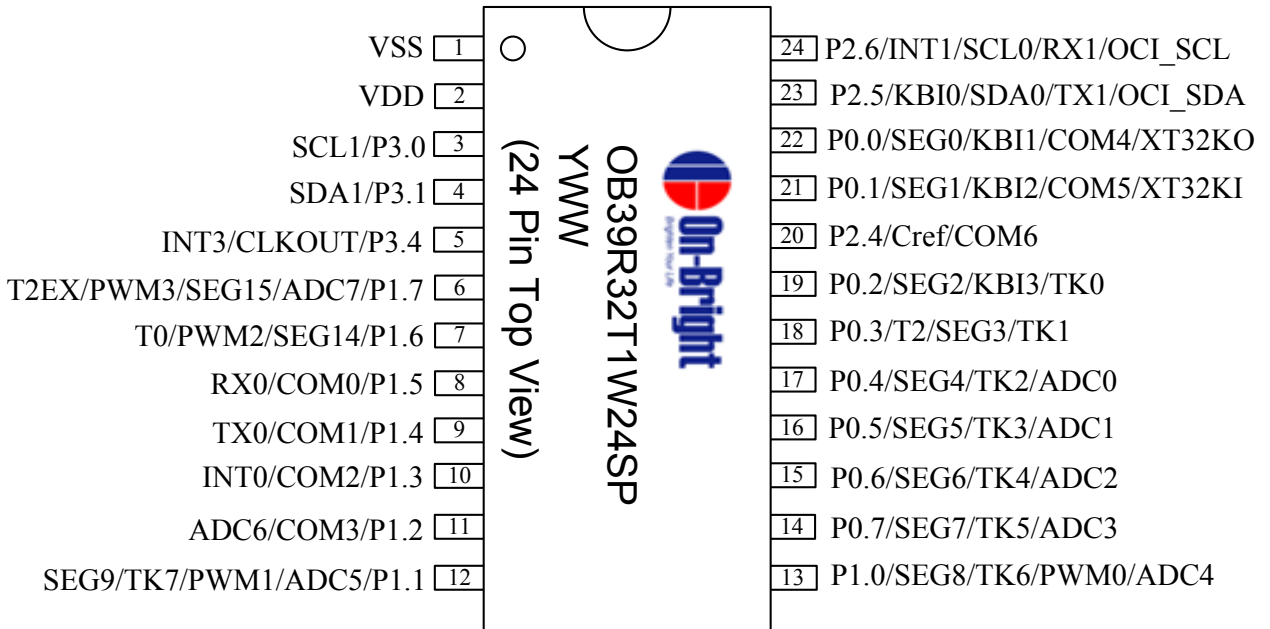 VSS 1
VDD 2
SCL1/P3.0 3
SDA1/P3.1 4
INT3/CLKOUT/P3.4 5
T2EX/PWM3/SEG15/ADC7/P1.7 6
T0/PWM2/SEG14/P1.6 7
RX0/COM0/P1.5 8
TX0/COM1/P1.4 9
INT0/COM2/P1.3 10
ADC6/COM3/P1.2 11
SEG9/TK7/PWM1/ADC5/P1.1 12
On-Bright
Brighten Your Life
OB39R32T1W24SP
YWW
(24 Pin Top View)
24 P2.6/INT1/SCL0/RX1/OCI_SCL
23 P2.5/KBI0/SDA0/TX1/OCI_SDA
22 P0.0/SEG0/KBI1/COM4/XT32KO
21 P0.1/SEG1/KBI2/COM5/XT32KI
20 P2.4/Cref/COM6
19 P0.2/SEG2/KBI3/TK0
18 P0.3/T2/SEG3/TK1
17 P0.4/SEG4/TK2/ADC0
16 P0.5/SEG5/TK3/ADC1
15 P0.6/SEG6/TK4/ADC2
14 P0.7/SEG7/TK5/ADC3
13 P1.0/SEG8/TK6/PWM0/ADC4